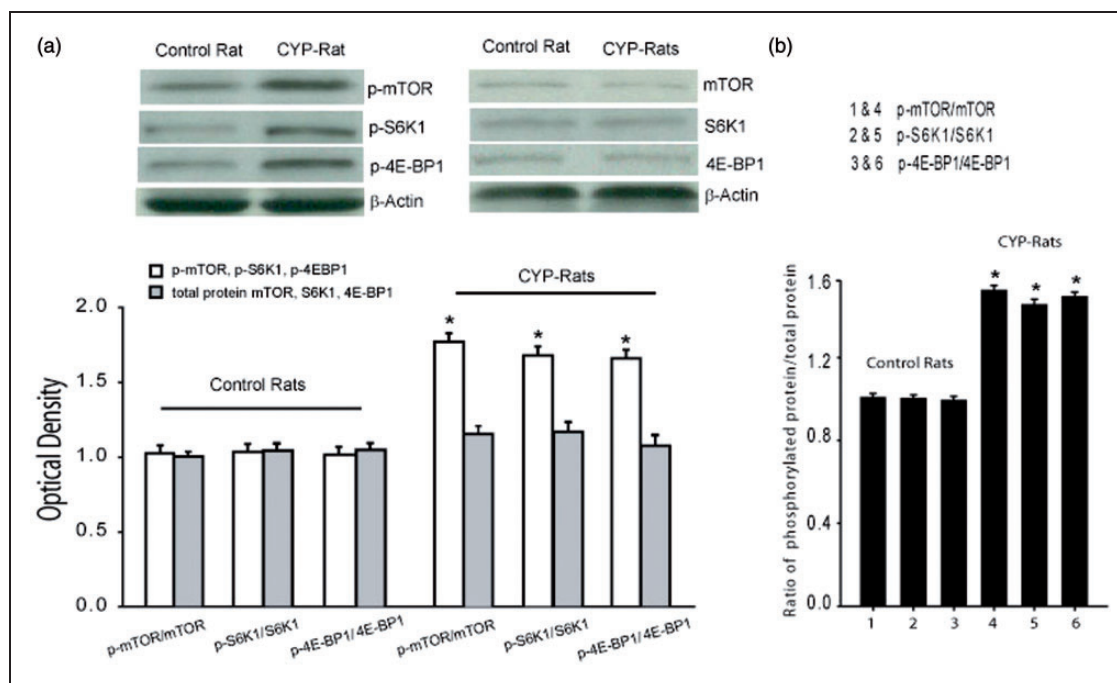 (a)
Control Rat CYP-Rat
p-mTOR
p-S6K1
p-4E-BP1
β-Actin
Control Rat CYP-Rats
mTOR
S6K1
4E-BP1
β-Actin
p-mTOR, p-S6K1, p-4EBP1
total protein mTOR, S6K1, 4E-BP1
CYP-Rats
Control Rats
* * *
Optical Density
2.0
1.5
1.0
0.5
0.0
p-mTOR/mTOR p-S6K1/S6K1 p-4E-BP1/4E-BP1 p-mTOR/mTOR p-S6K1/S6K1 p-4E-BP1/4E-BP1
(b)
1 & 4 p-mTOR/mTOR
2 & 5 p-S6K1/S6K1
3 & 6 p-4E-BP1/4E-BP1
CYP-Rats
* * *
Control Rats
Ratio of phosphorylated protein/total protein
1.6
1.2
0.8
0.4
0.0
1 2 3 4 5 6